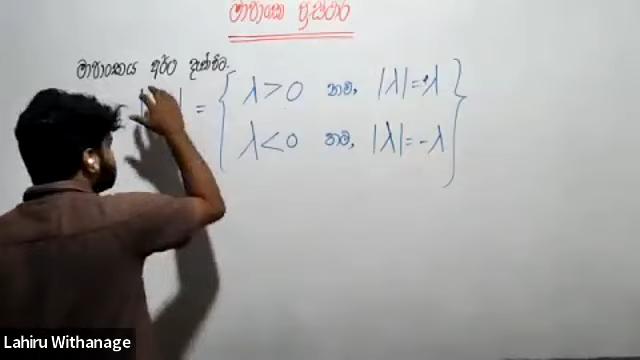 මාපාංක ප්‍රස්ථාර
මාපාංකය අර්ථ දැක්වීම.
| | = { λ > 0 නම්, |λ| = λ
λ < 0 නම්, |λ| = -λ }
Lahiru Withanage